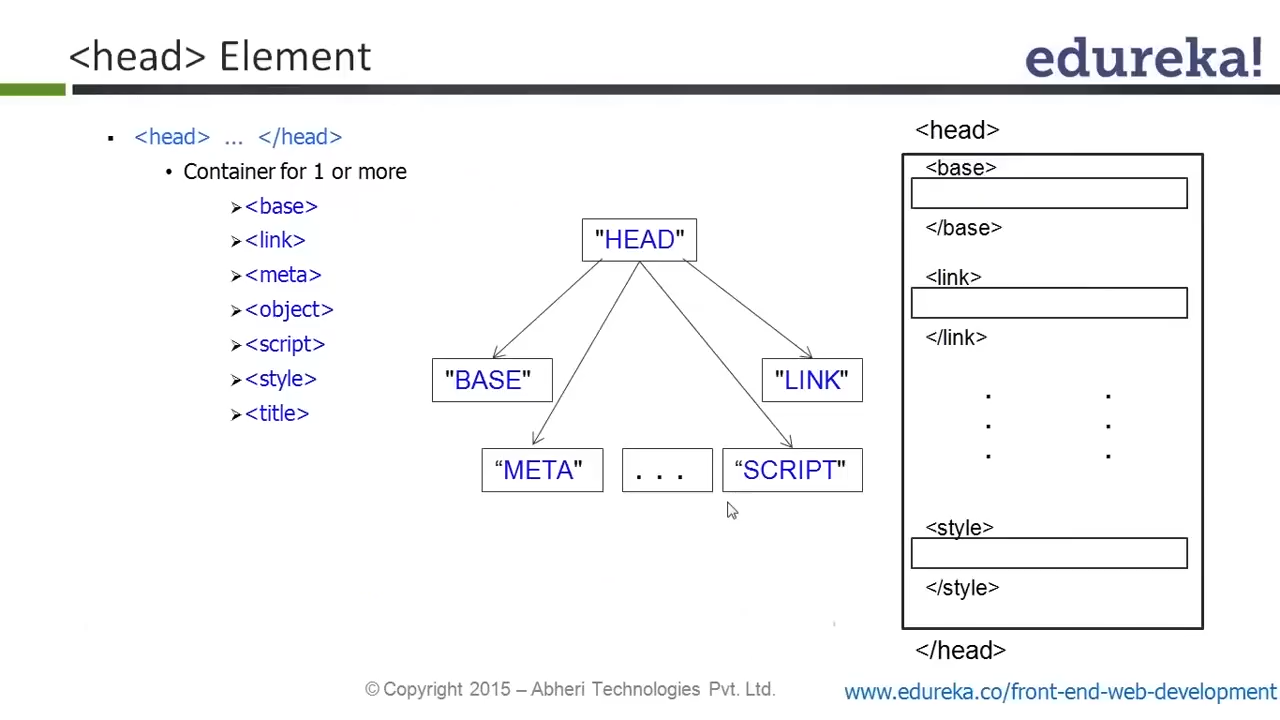 <head> Element
edureka!
<head> ... </head>
Container for 1 or more
<base>
<link>
<meta>
<object>
<script>
<style>
<title>
"HEAD"
"BASE"
"LINK"
“META"
. . .
“SCRIPT"
<head>
<base>
</base>
<link>
</link>
. .
. .
. .
<style>
</style>
</head>
© Copyright 2015 – Abheri Technologies Pvt. Ltd.
www.edureka.co/front-end-web-development